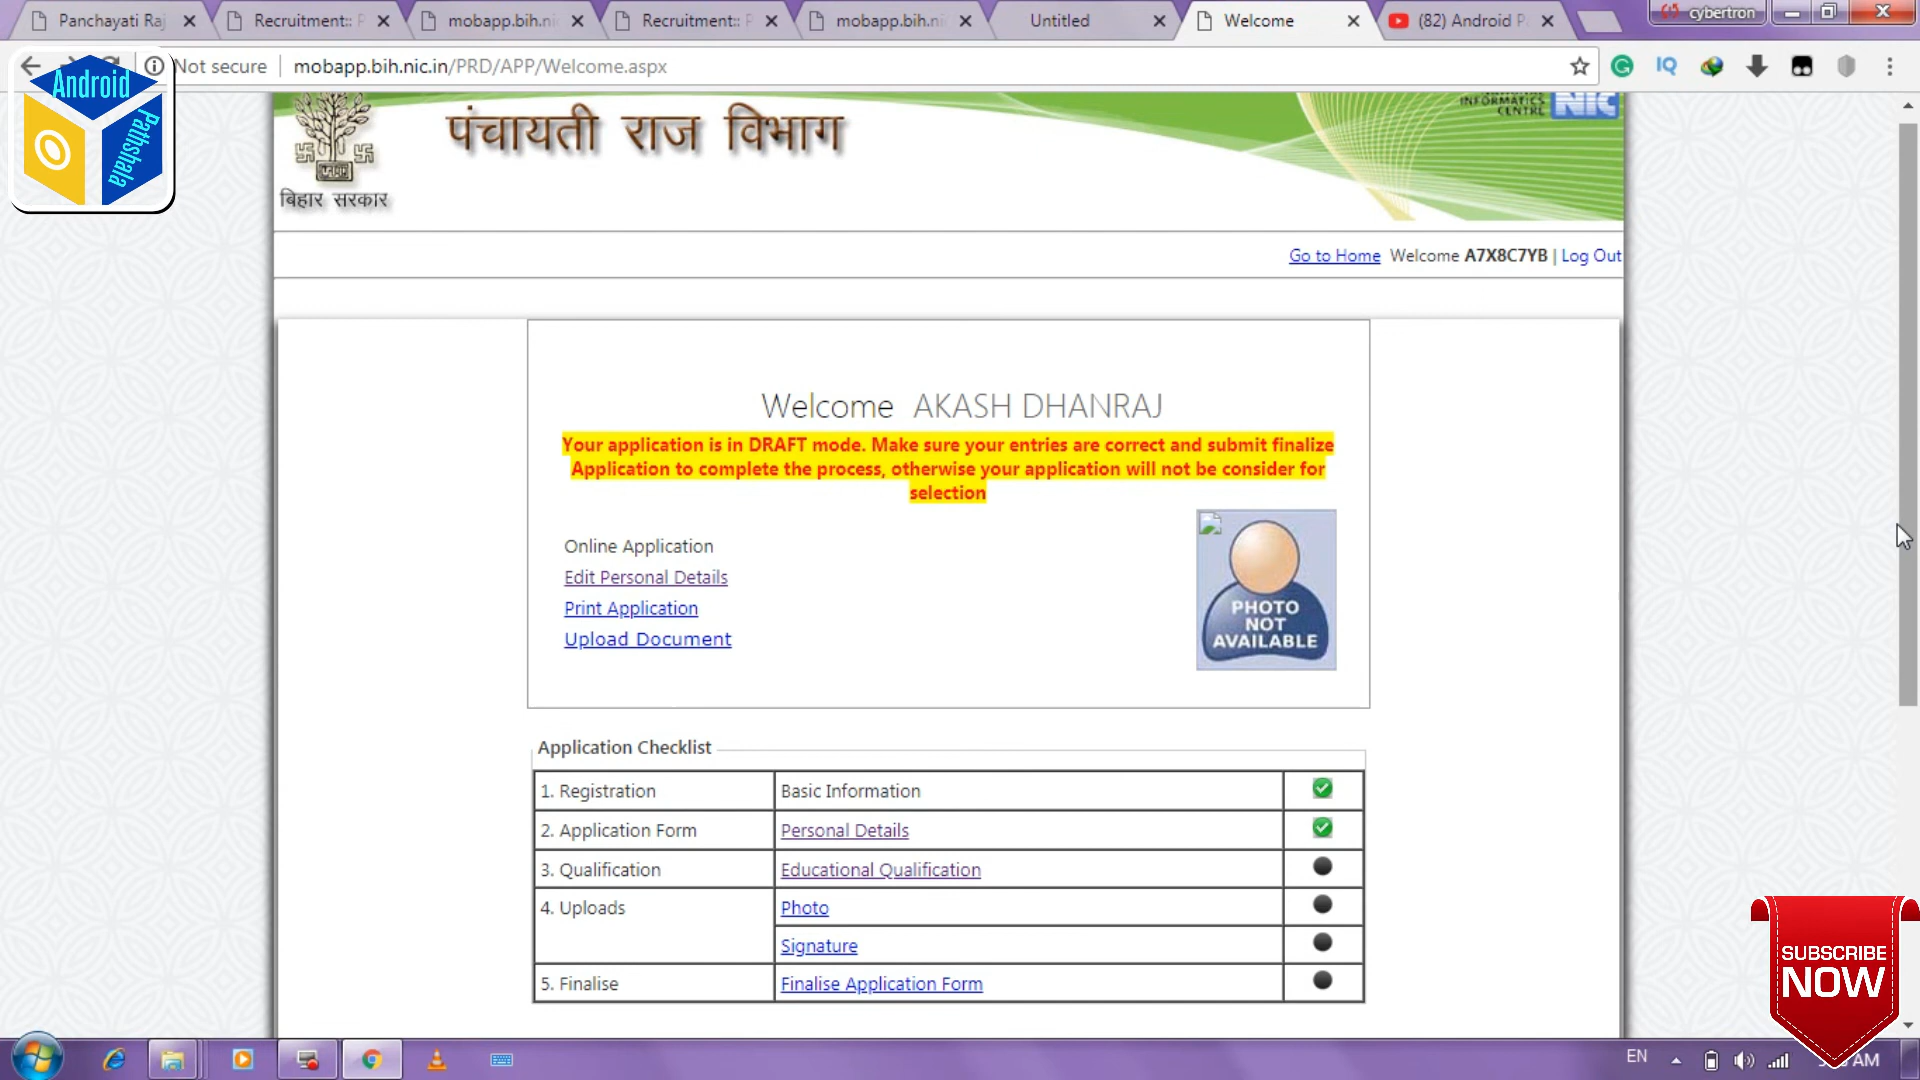 Panchayati Raj
Recruitment:: P
mobapp.bih.ni
Recruitment:: P
mobapp.bih.ni
Untitled
Welcome
(82) Android P
cybertron
Not secure | mobapp.bih.nic.in/PRD/APP/Welcome.aspx
IQ
Android
Pathshala
पंचायती राज विभाग
INFORMATICS
CENTRE
NIC
बिहार सरकार
Go to Home Welcome A7X8C7YB | Log Out
Welcome AKASH DHANRAJ
Your application is in DRAFT mode. Make sure your entries are correct and submit finalize
Application to complete the process, otherwise your application will not be consider for
selection
Online Application
Edit Personal Details
Print Application
Upload Document
PHOTO
NOT
AVAILABLE
Application Checklist
1. Registration Basic Information
2. Application Form Personal Details
3. Qualification Educational Qualification
4. Uploads Photo
Signature
5. Finalise Finalise Application Form
SUBSCRIBE
NOW
EN
AM